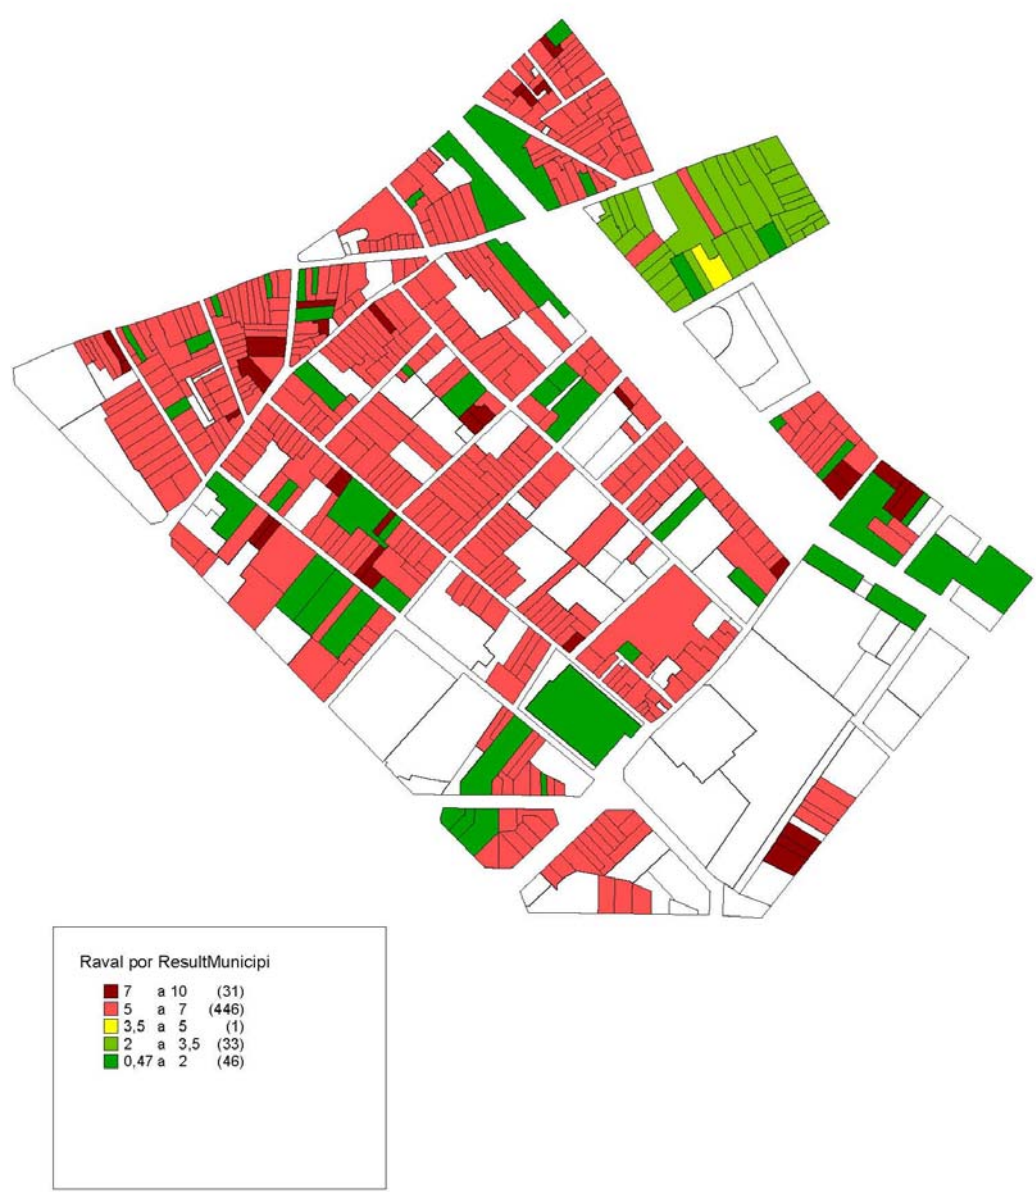 Raval por ResultMunicipi
7 a 10 (31)
5 a 7 (446)
3,5 a 5 (1)
2 a 3,5 (33)
0,47 a 2 (46)